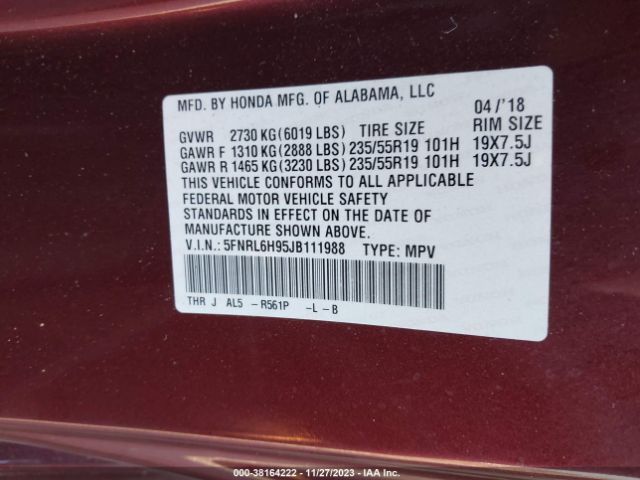 MFD. BY HONDA MFG. OF ALABAMA, LLC 04/'18
GVWR 2730 KG(6019 LBS) TIRE SIZE RIM SIZE
GAWR F 1310 KG(2888 LBS) 235/55R19 101H 19X7.5J
GAWR R 1465 KG(3230 LBS) 235/55R19 101H 19X7.5J
THIS VEHICLE CONFORMS TO ALL APPLICABLE
FEDERAL MOTOR VEHICLE SAFETY
STANDARDS IN EFFECT ON THE DATE OF
MANUFACTURE SHOWN ABOVE.
V.I.N.: 5FNRL6H95JB111988 TYPE: MPV
THR J AL5 -R561P -L-B
000-38164222 - 11/27/2023 - IAA Inc.